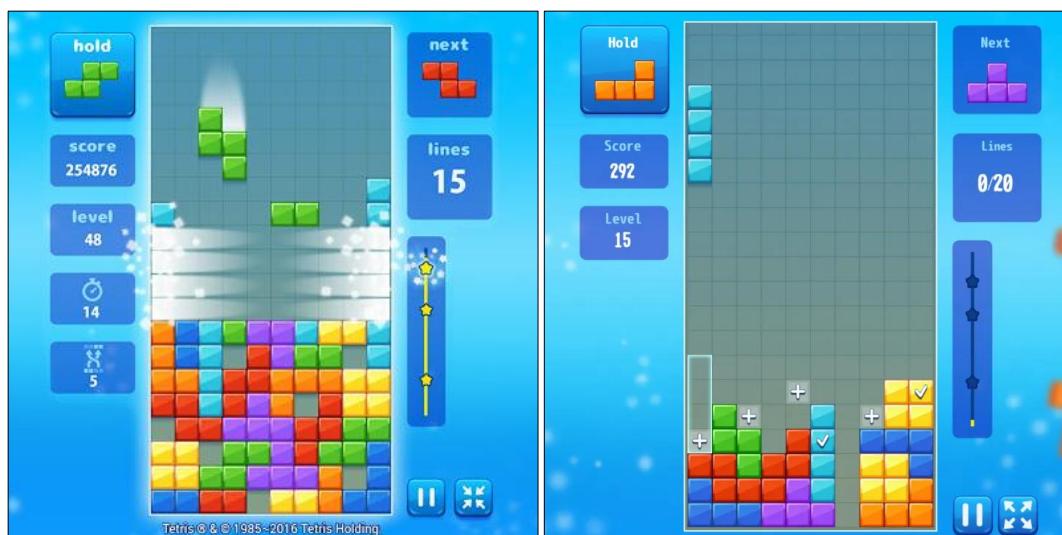 hold
score
254876
level
48
14
5
next
lines
15
Tetris ® & © 1985~2016 Tetris Holding.
Hold
Score
292
Level
15
Next
Lines
0/20